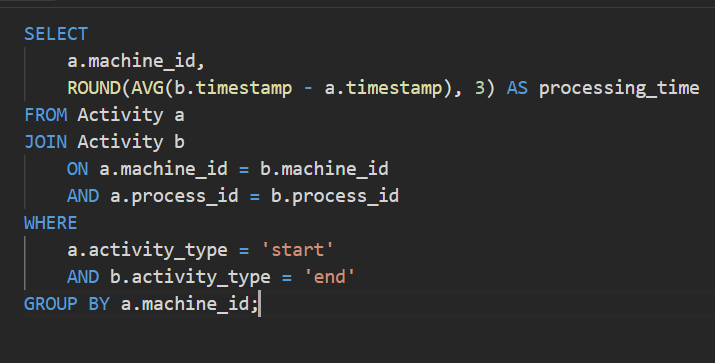 SELECT
    a.machine_id,
    ROUND(AVG(b.timestamp - a.timestamp), 3) AS processing_time
FROM Activity a
JOIN Activity b
    ON a.machine_id = b.machine_id
    AND a.process_id = b.process_id
WHERE
    a.activity_type = 'start'
    AND b.activity_type = 'end'
GROUP BY a.machine_id;